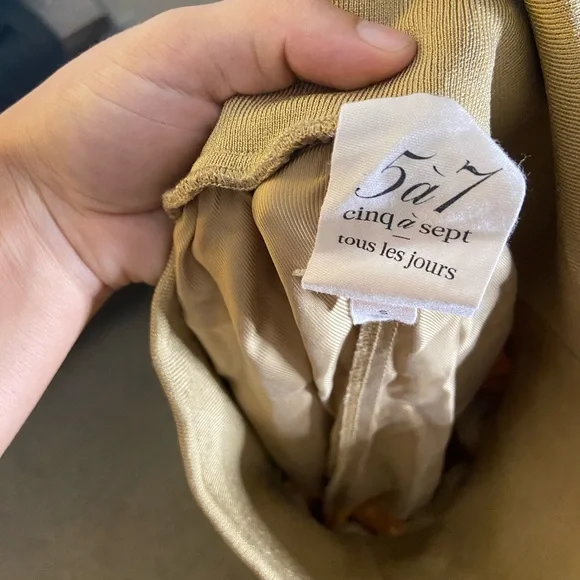 5à7
cinq à sept
tous les jours
S